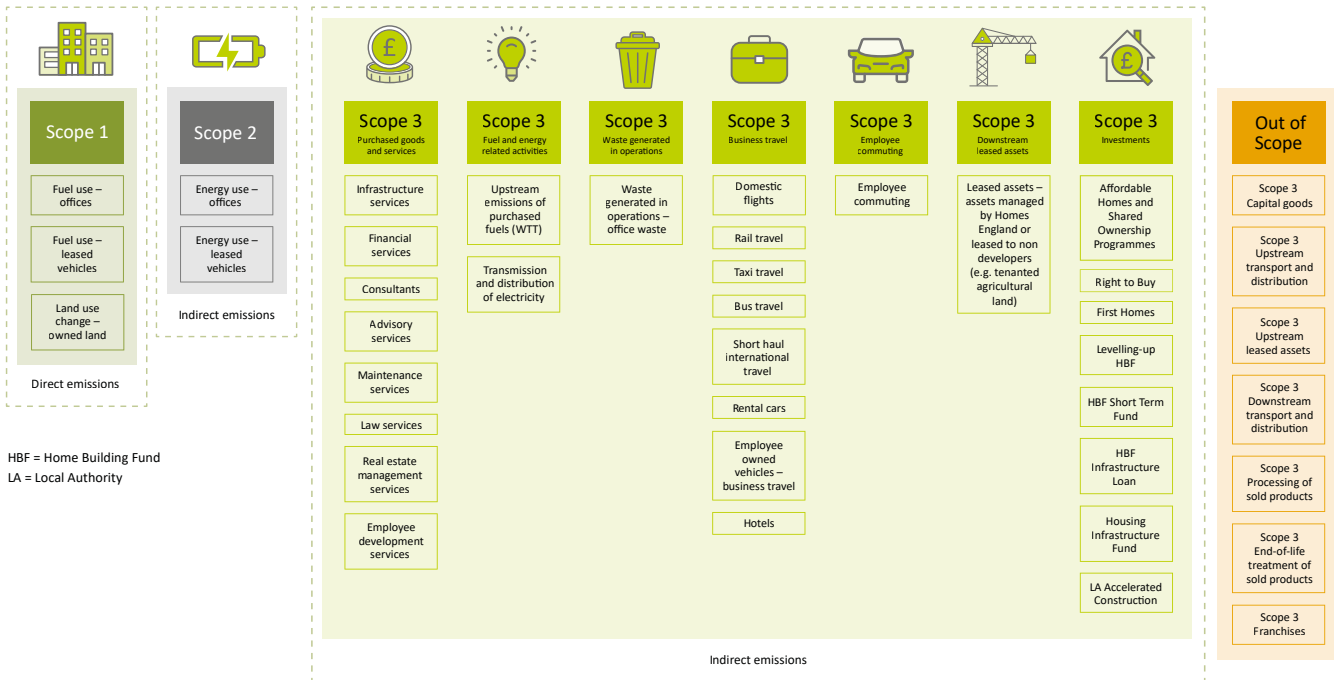 £
£
Scope 1
Fuel use –
offices
Fuel use –
leased
vehicles
Land use
change –
owned land
Direct emissions
Scope 2
Energy use –
offices
Energy use –
leased
vehicles
Indirect emissions
HBF = Home Building Fund
LA = Local Authority
Scope 3
Purchased goods
and services
Infrastructure
services
Financial
services
Consultants
Advisory
services
Maintenance
services
Law services
Real estate
management
services
Employee
development
services
Scope 3
Fuel and energy
related activities
Upstream
emissions of
purchased
fuels (WTT)
Transmission
and distribution
of electricity
Scope 3
Waste generated
in operations
Waste
generated in
operations –
office waste
Scope 3
Business travel
Domestic
flights
Rail travel
Taxi travel
Bus travel
Short haul
international
travel
Rental cars
Employee
owned
vehicles –
business travel
Hotels
Scope 3
Employee
commuting
Employee
commuting
Scope 3
Downstream
leased assets
Leased assets –
assets managed
by Homes
England or
leased to non
developers
(e.g. tenanted
agricultural
land)
Scope 3
Investments
Affordable
Homes and
Shared
Ownership
Programmes
Right to Buy
First Homes
Levelling-up
HBF
HBF Short Term
Fund
HBF
Infrastructure
Loan
Housing
Infrastructure
Fund
LA Accelerated
Construction
Indirect emissions
Out of
Scope
Scope 3
Capital goods
Scope 3
Upstream
transport and
distribution
Scope 3
Upstream
leased assets
Scope 3
Downstream
transport and
distribution
Scope 3
Processing of
sold products
Scope 3
End-of-life
treatment of
sold products
Scope 3
Franchises